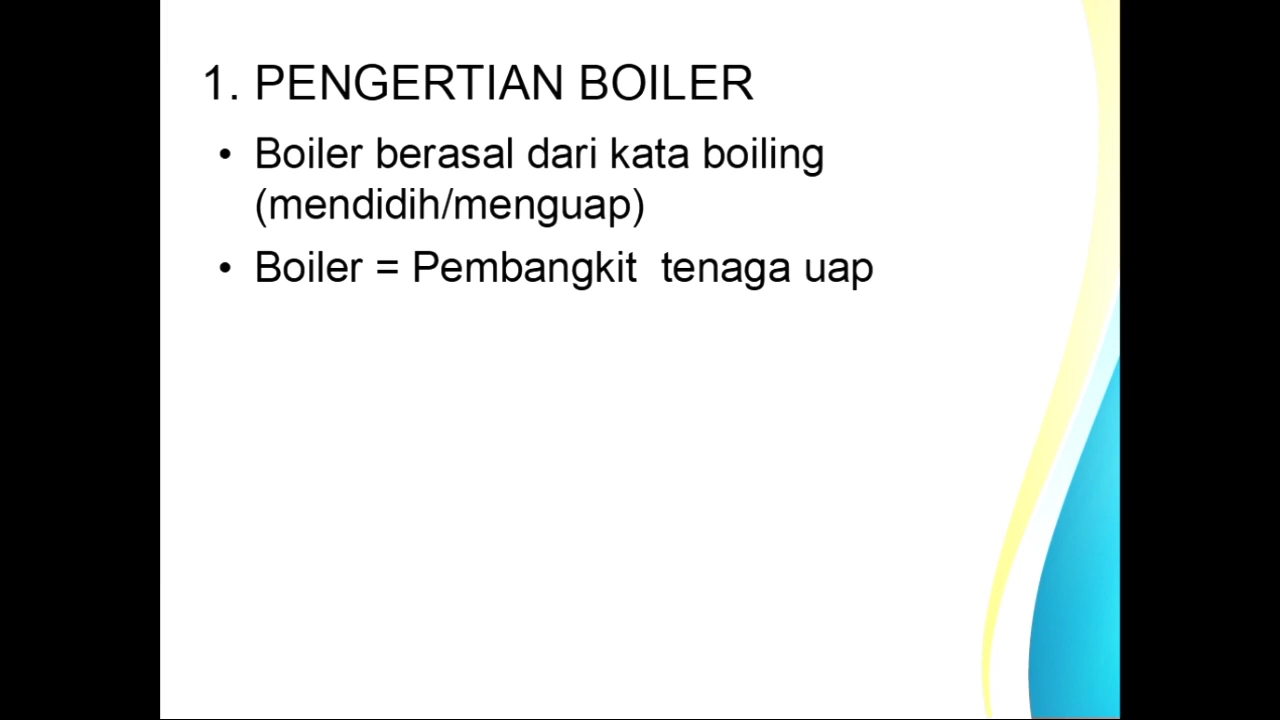 1. PENGERTIAN BOILER
• Boiler berasal dari kata boiling
(mendidih/menguap)
• Boiler = Pembangkit  tenaga uap